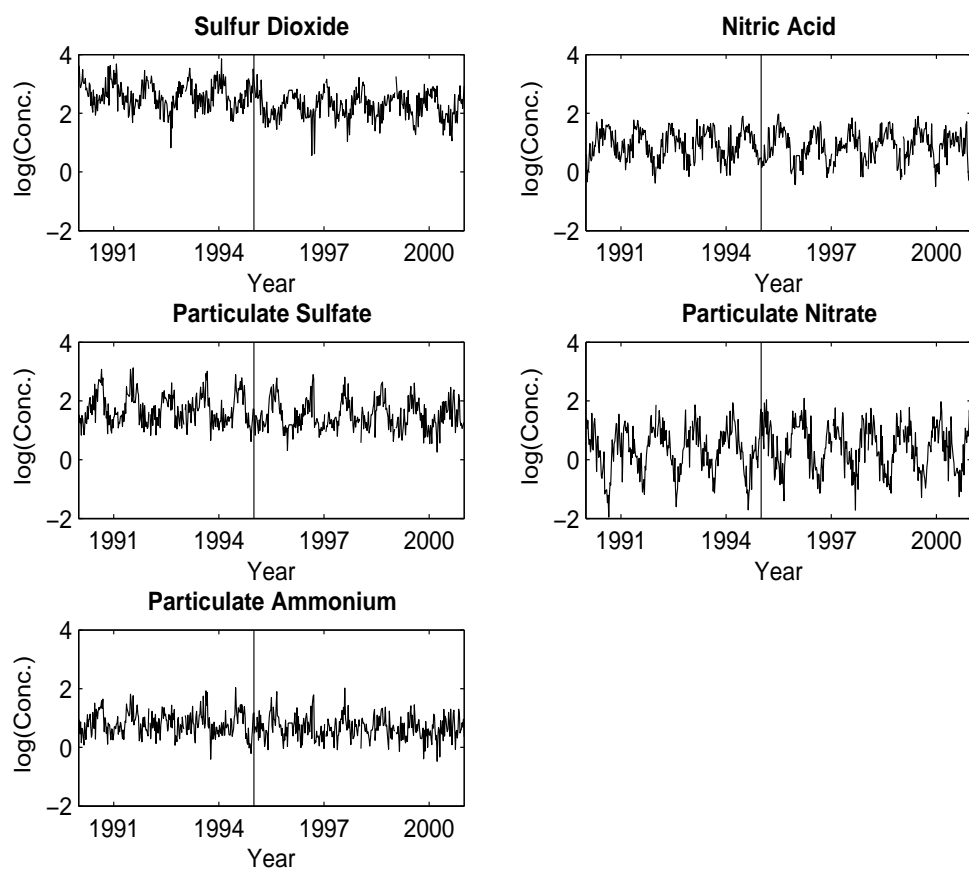 Sulfur Dioxide
log(Conc.)
4
2
0
−2
1991 1994 1997 2000
Year
Nitric Acid
log(Conc.)
4
2
0
−2
1991 1994 1997 2000
Year
Particulate Sulfate
log(Conc.)
4
2
0
−2
1991 1994 1997 2000
Year
Particulate Nitrate
log(Conc.)
4
2
0
−2
1991 1994 1997 2000
Year
Particulate Ammonium
log(Conc.)
4
2
0
−2
1991 1994 1997 2000
Year